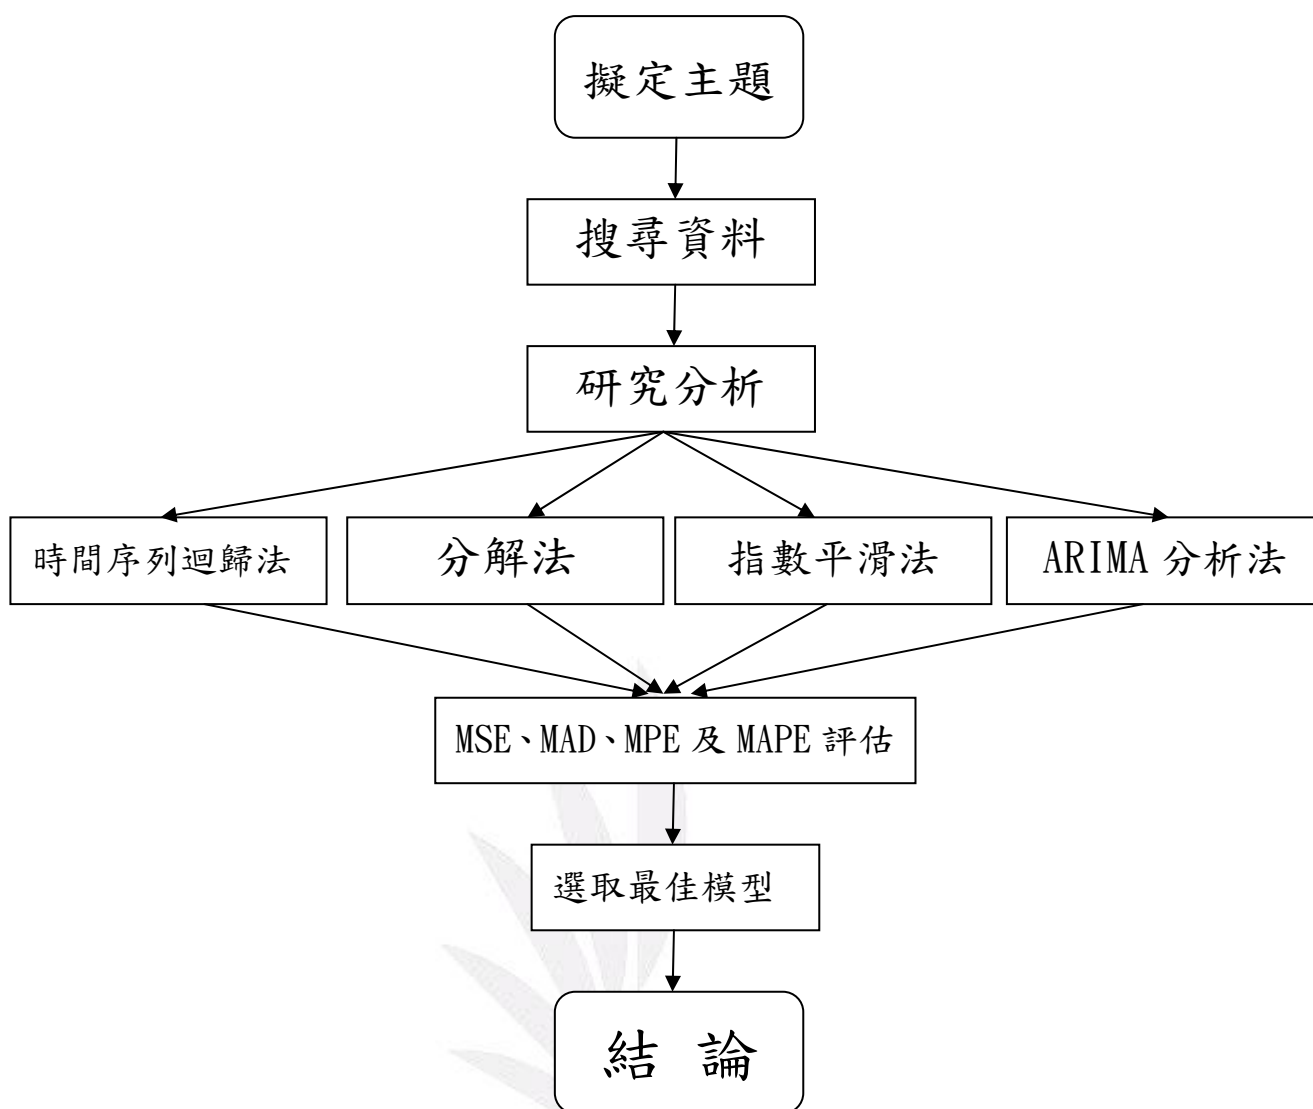 擬定主題
搜尋資料
研究分析
時間序列迴歸法
分解法
指數平滑法
ARIMA 分析法
MSE、MAD、MPE 及 MAPE 評估
選取最佳模型
結 論